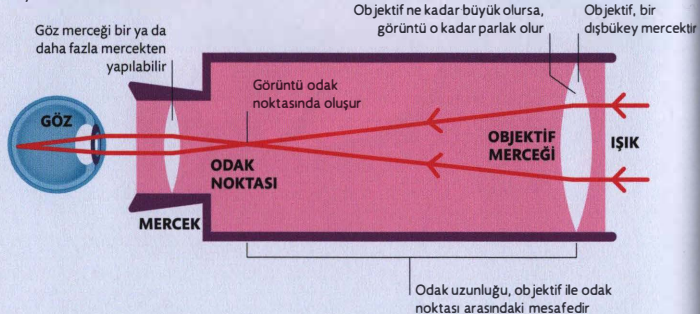 Göz merceği bir ya da
daha fazla mercekten
yapılabilir
Objektif ne kadar büyük olursa,
görüntü o kadar parlak olur
Objektif, bir
dışbükey mercektir
Görüntü odak
noktasında oluşur
GÖZ
ODAK
NOKTASI
OBJEKTİF
MERCEĞİ
IŞIK
MERCEK
Odak uzunluğu, objektif ile odak
noktası arasındaki mesafedir